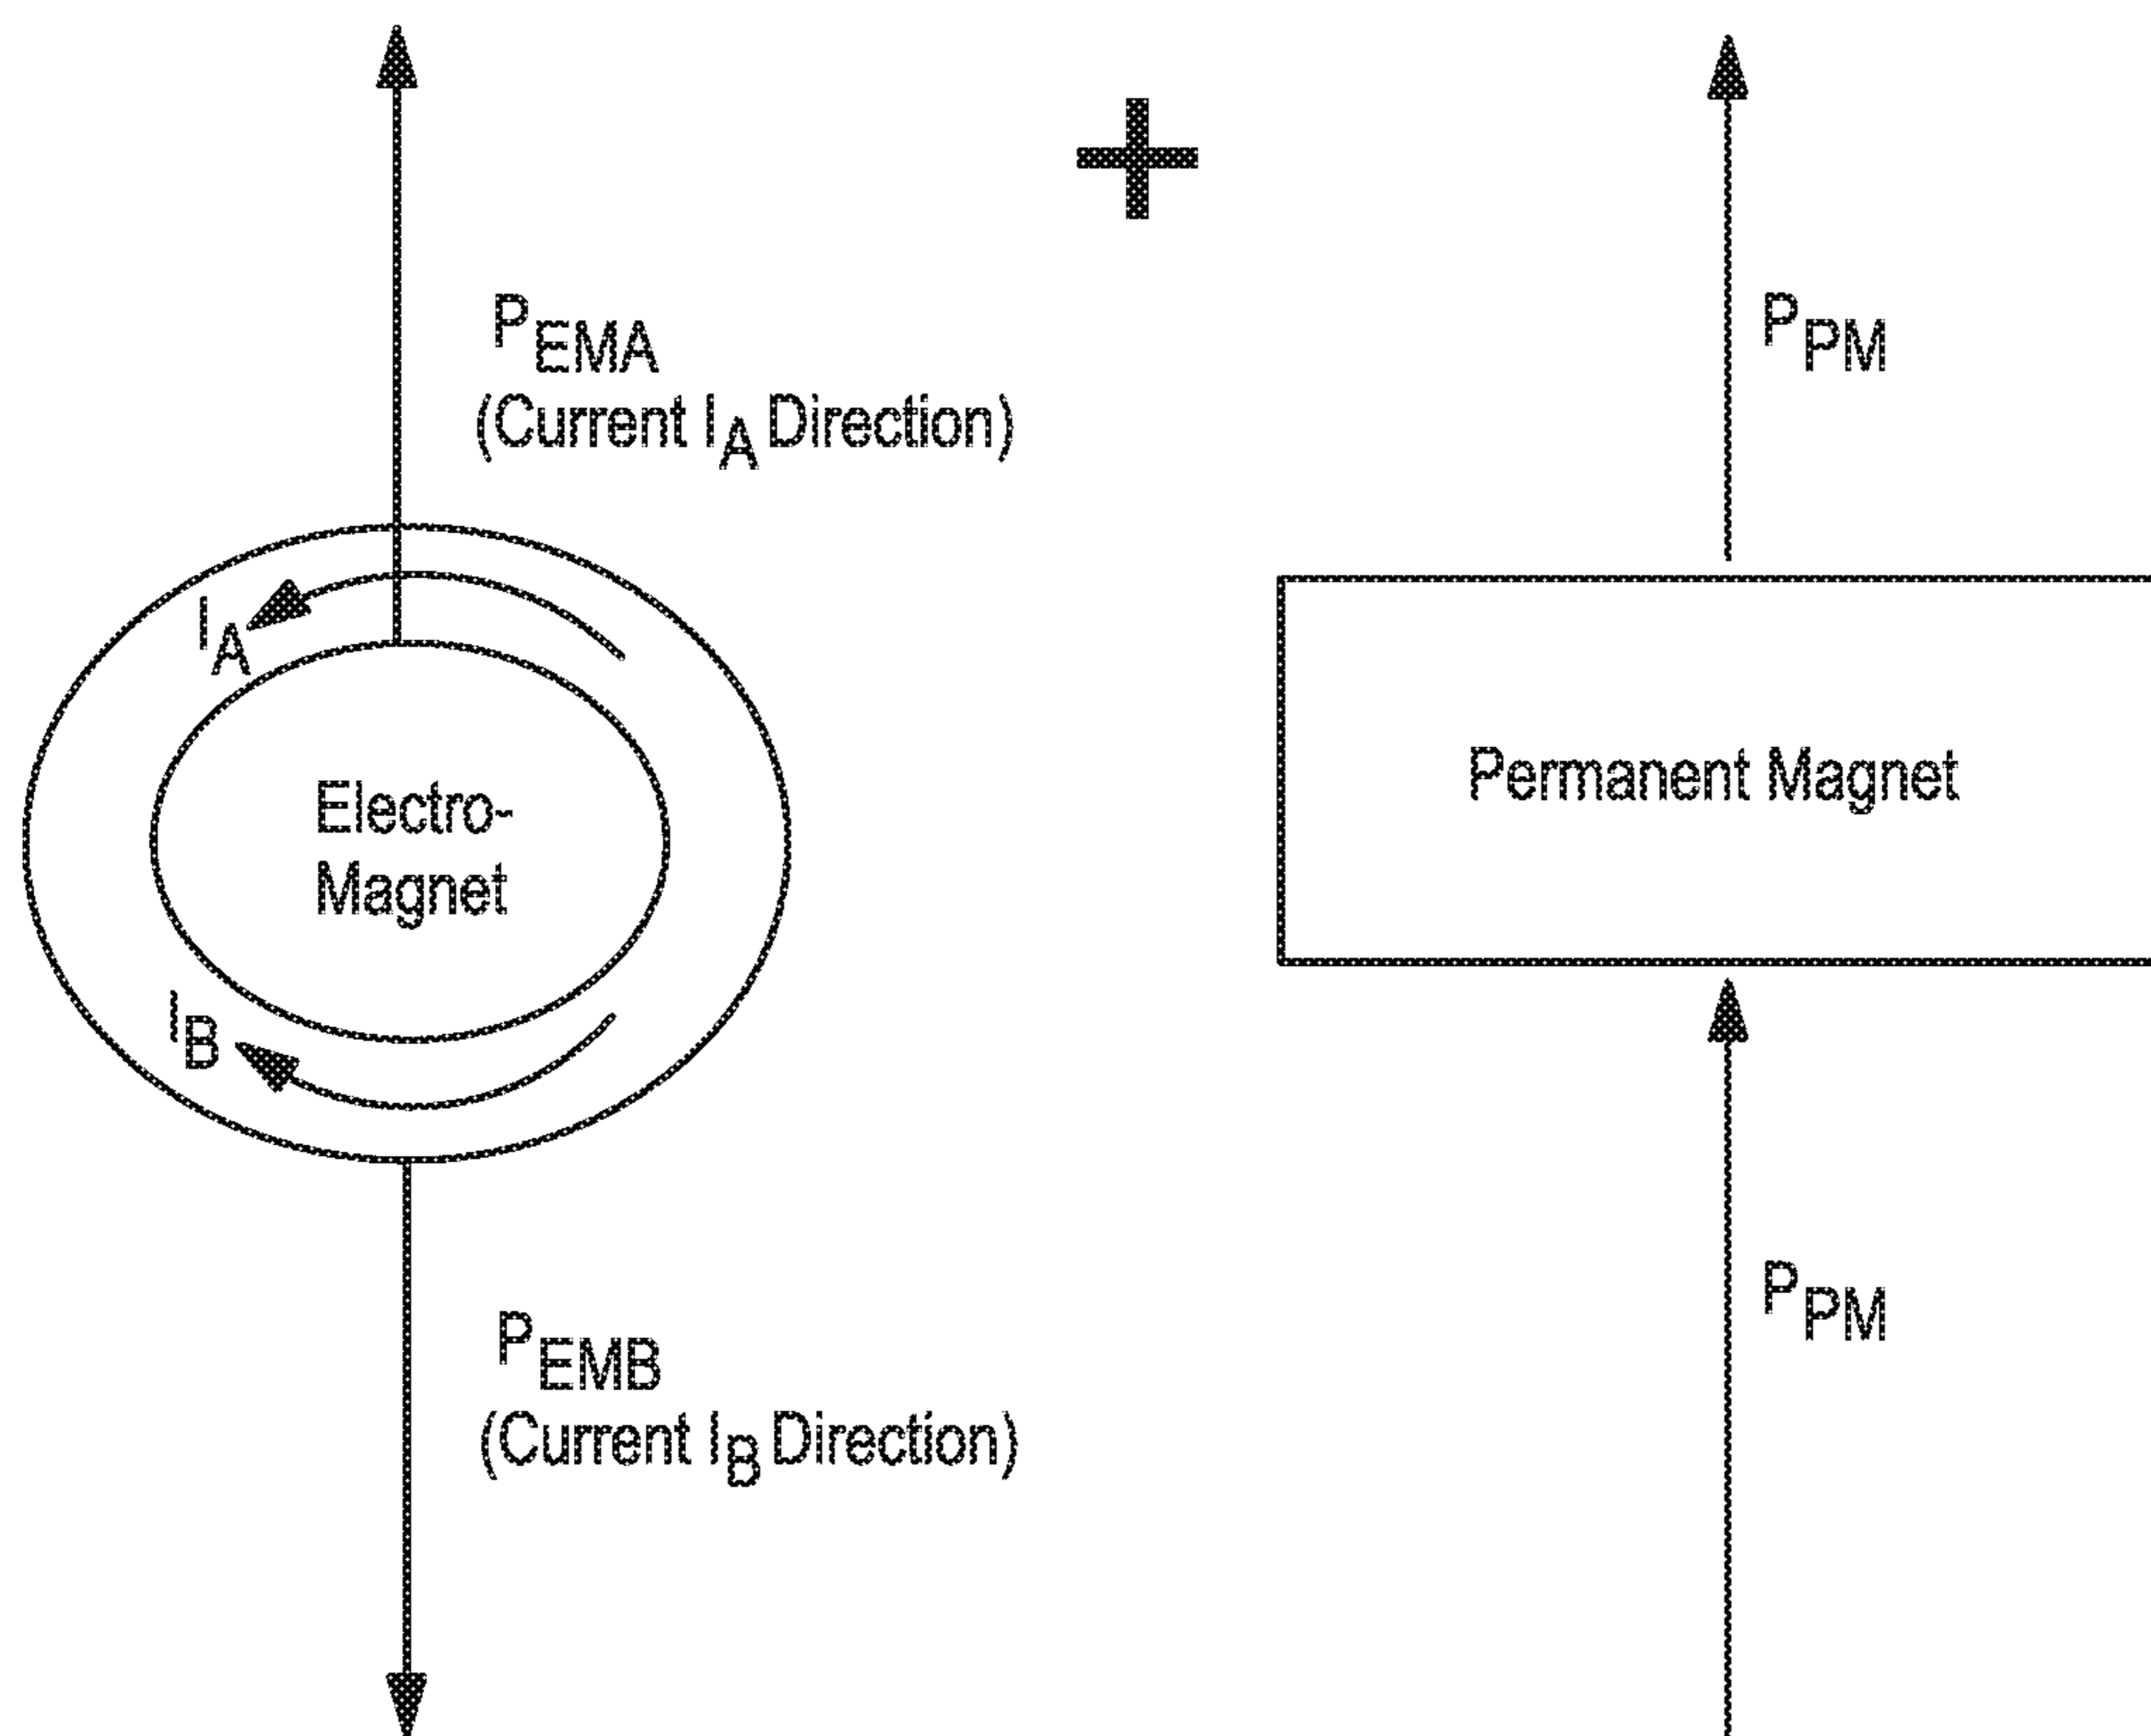 +
P_EMA
(Current I_A Direction)
P_PM
I_A
Electro-
Magnet
Permanent Magnet
I_B
P_EMB
(Current I_B Direction)
P_PM